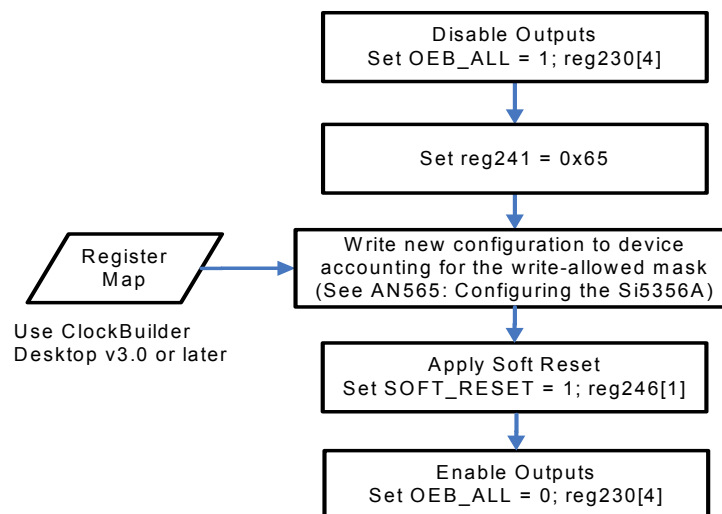 Disable Outputs
Set OEB_ALL = 1; reg230[4]
Set reg241 = 0x65
Register
Map
Use ClockBuilder
Desktop v3.0 or later
Write new configuration to device
accounting for the write-allowed mask
(See AN565: Configuring the Si5356A)
Apply Soft Reset
Set SOFT_RESET = 1; reg246[1]
Enable Outputs
Set OEB_ALL = 0; reg230[4]